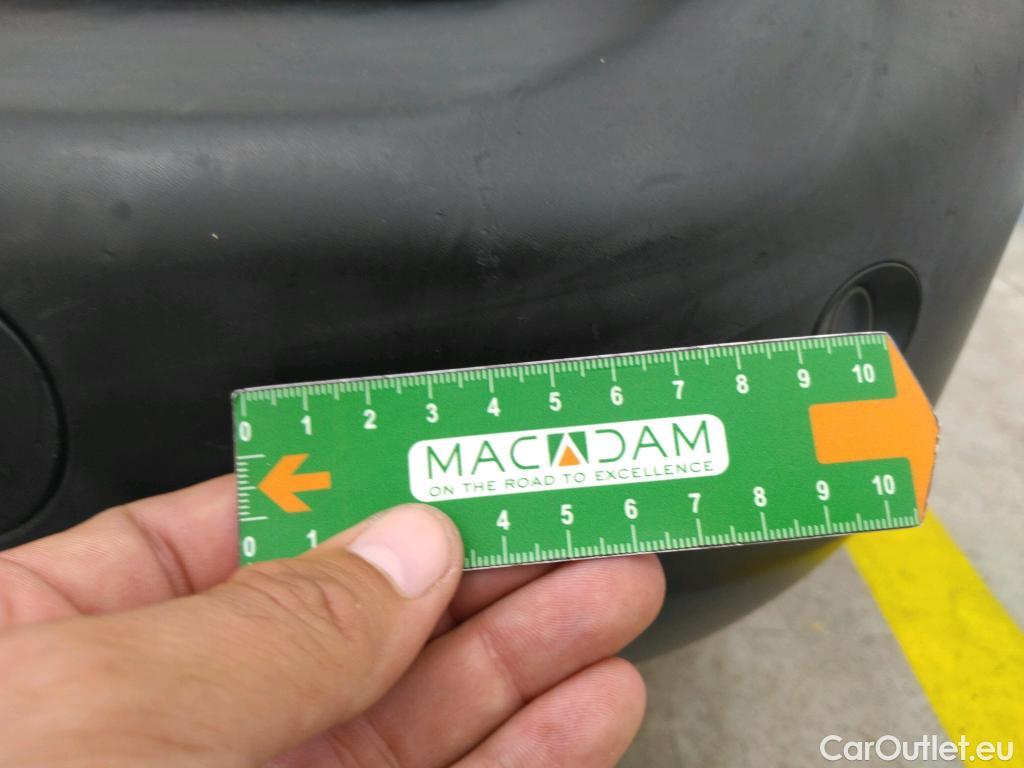 0 1 2 3 4 5 6 7 8 9 10
MACADAM
ON THE ROAD TO EXCELLENCE
0 1 4 5 6 7 8 9 10
CarOutlet.eu